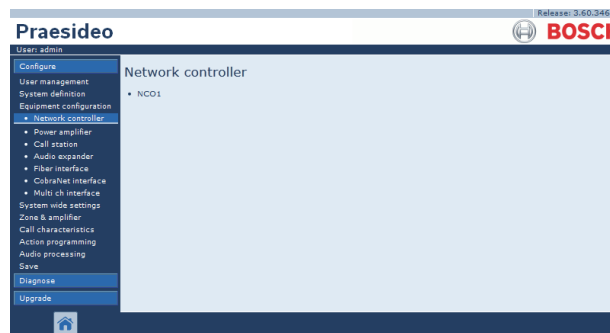 Release: 3.60.346
Praesideo
BOSCH
User: admin
Configure
User management
System definition
Equipment configuration
• Network controller
• Power amplifier
• Call station
• Audio expander
• Fiber interface
• CobraNet interface
• Multi ch interface
System wide settings
Zone & amplifier
Call characteristics
Action programming
Audio processing
Save
Diagnose
Upgrade
Network controller
• NCO1